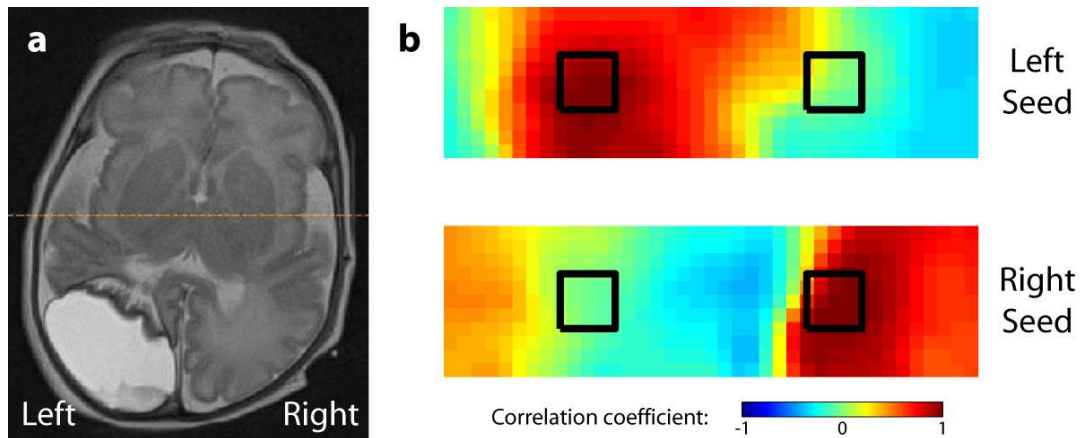 a
Left
Right
b
Left
Seed
Right
Seed
Correlation coefficient:
-1
0
1